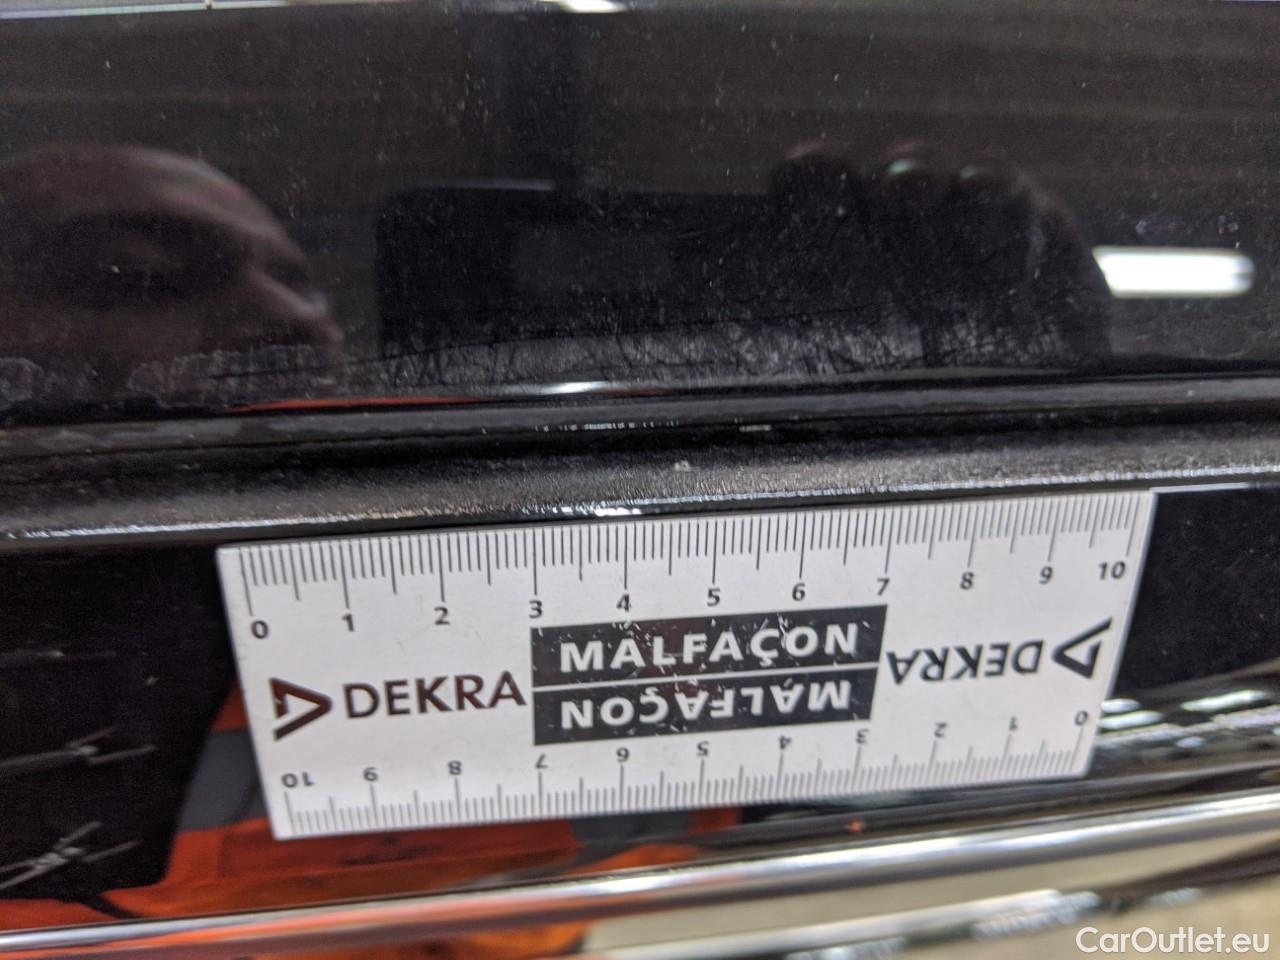 0 1 2 3 4 5 6 7 8 9 10
DEKRA MALFAÇON DEKRA
MALFAÇON
10 9 8 7 6 5 4 3 2 1 0
CarOutlet.eu